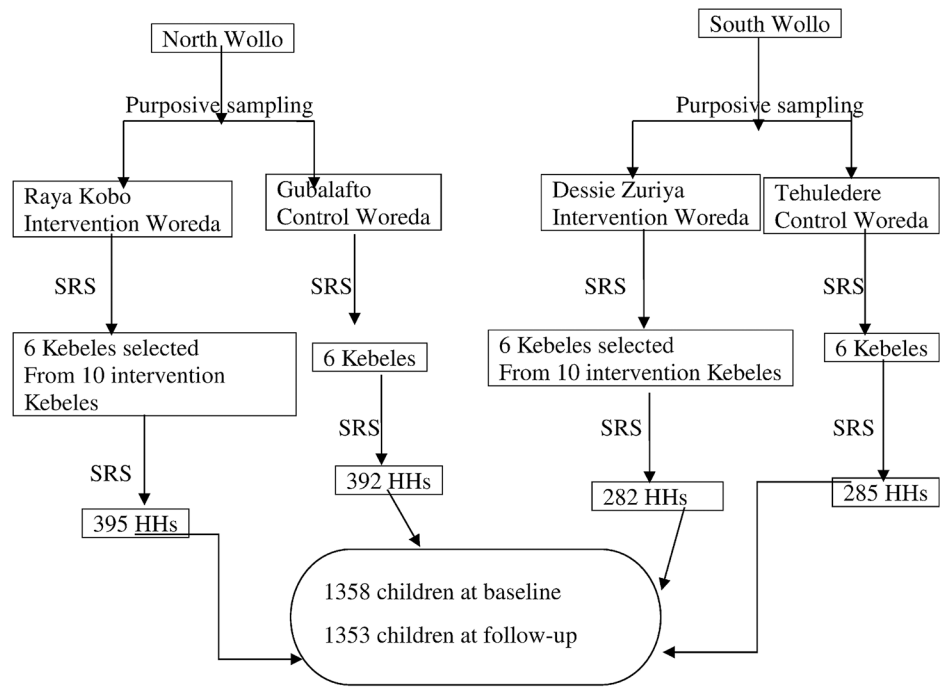 North Wollo
South Wollo
Purposive sampling
Purposive sampling
Raya Kobo
Intervention Woreda
Gubalafto
Control Woreda
Dessie Zuriya
Intervention Woreda
Tehuledere
Control Woreda
SRS
SRS
SRS
SRS
6 Kebeles selected
From 10 intervention
Kebeles
6 Kebeles
6 Kebeles selected
From 10 intervention Kebeles
6 Kebeles
SRS
SRS
SRS
SRS
395 HHs
392 HHs
282 HHs
285 HHs
1358 children at baseline
1353 children at follow-up